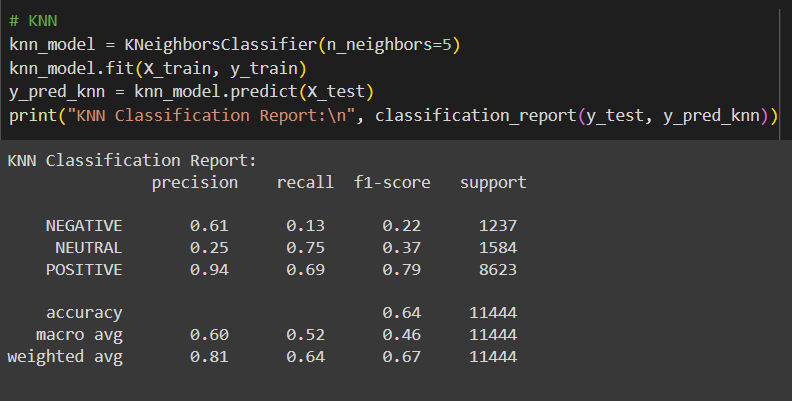 # KNN
knn_model = KNeighborsClassifier(n_neighbors=5)
knn_model.fit(X_train, y_train)
y_pred_knn = knn_model.predict(X_test)
print("KNN Classification Report:\n", classification_report(y_test, y_pred_knn))
KNN Classification Report:
precision recall f1-score support
NEGATIVE 0.61 0.13 0.22 1237
NEUTRAL 0.25 0.75 0.37 1584
POSITIVE 0.94 0.69 0.79 8623
accuracy 0.64 11444
macro avg 0.60 0.52 0.46 11444
weighted avg 0.81 0.64 0.67 11444